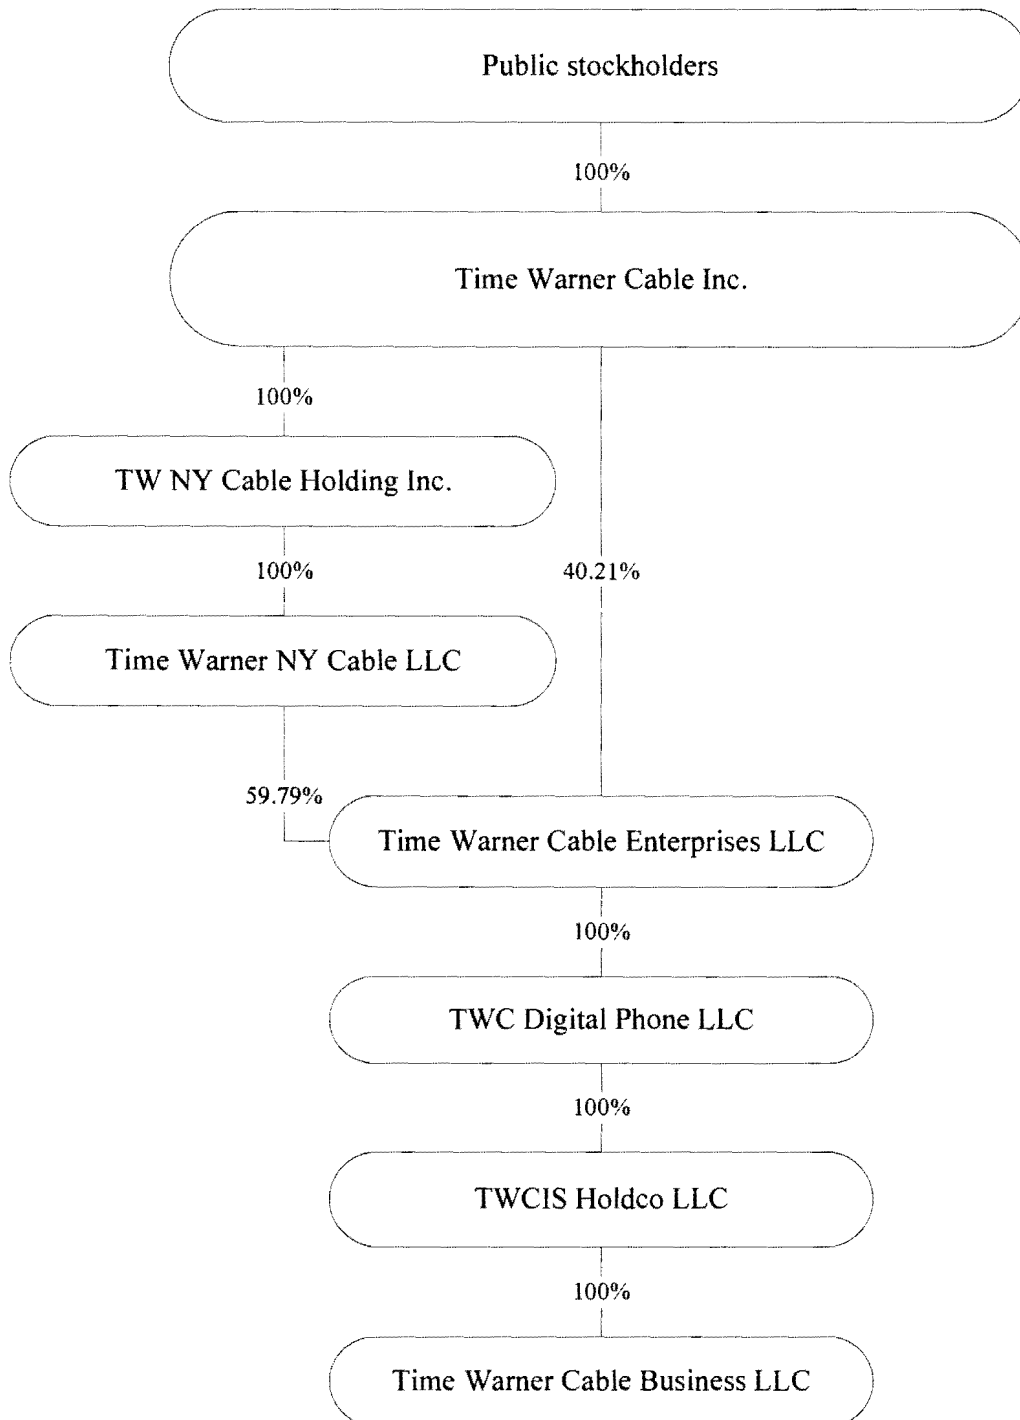 Public stockholders
100%
Time Warner Cable Inc.
100%
TW NY Cable Holding Inc.
100%
40.21%
Time Warner NY Cable LLC
59.79%
Time Warner Cable Enterprises LLC
100%
TWC Digital Phone LLC
100%
TWCIS Holdco LLC
100%
Time Warner Cable Business LLC